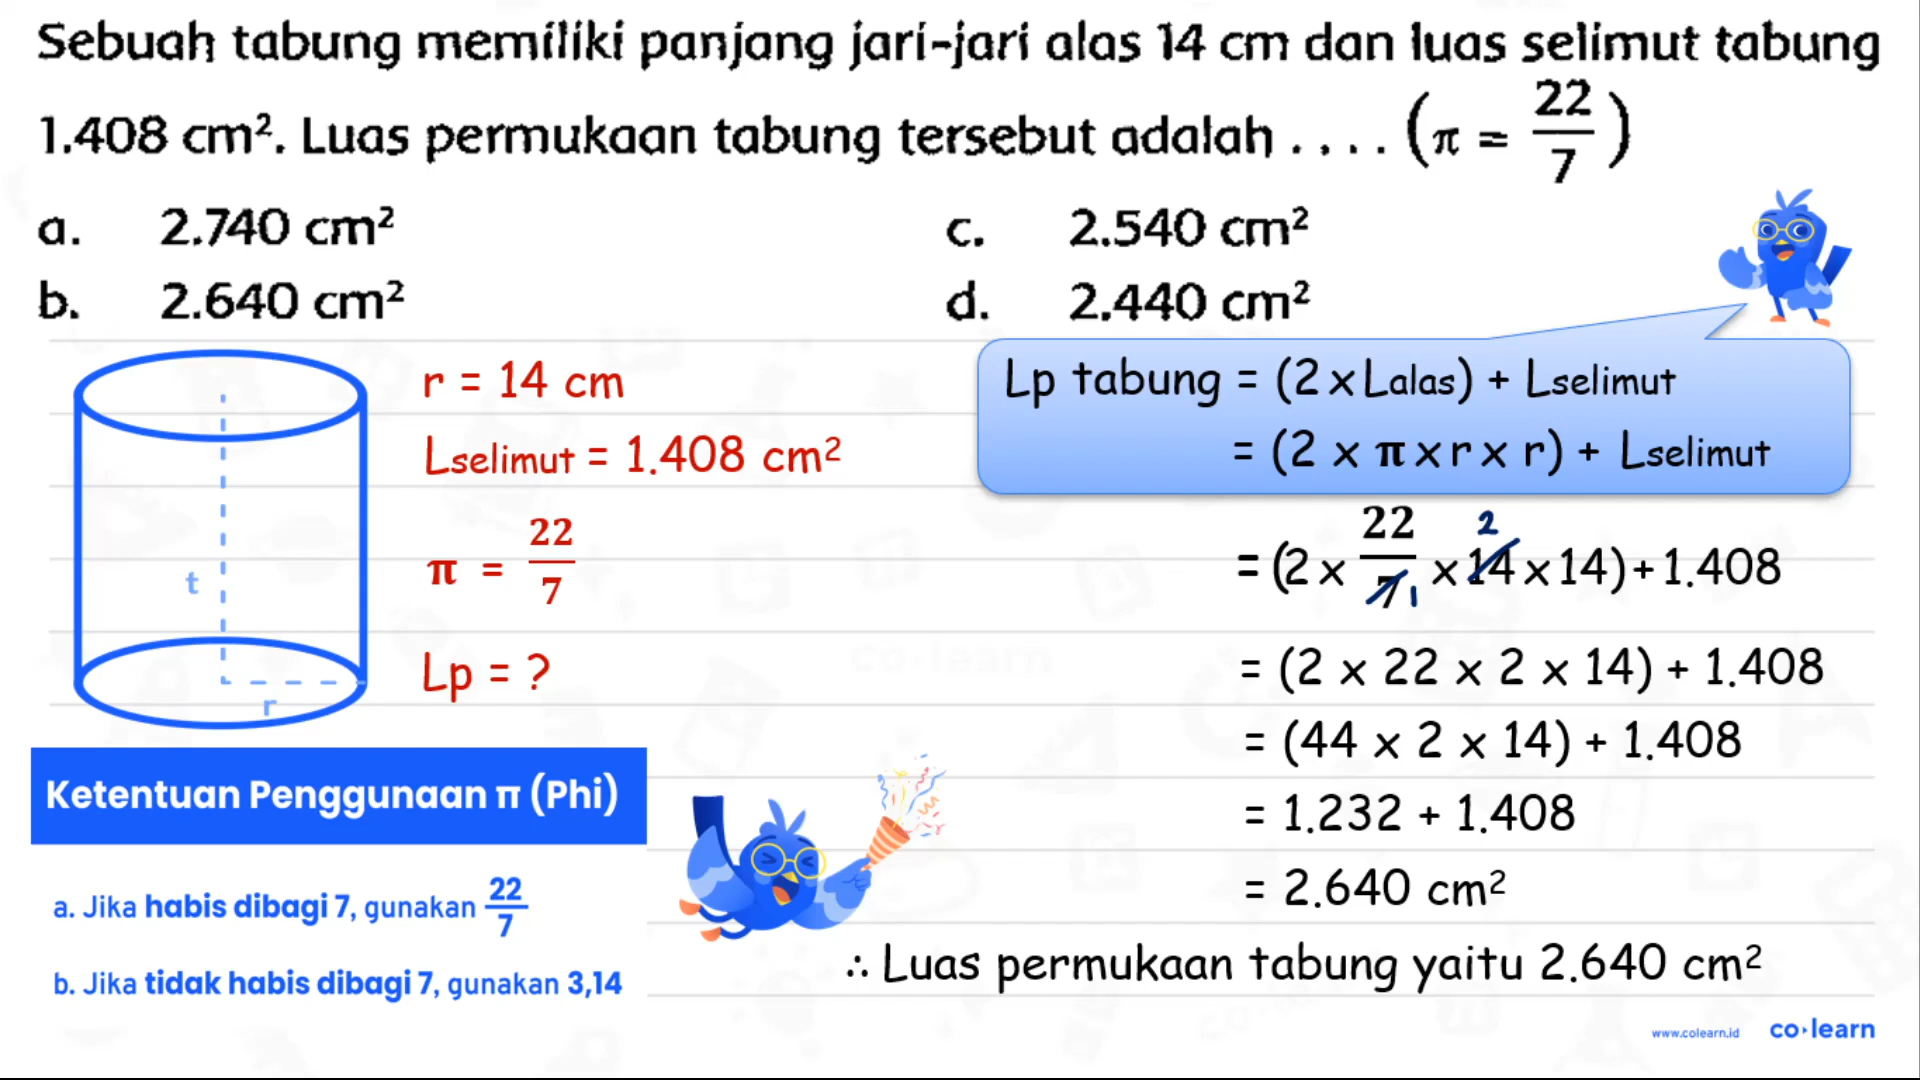 Sebuah tabung memiliki panjang jari-jari alas 14 cm dan luas selimut tabung
1.408 cm². Luas permukaan tabung tersebut adalah . . . . (π = 22/7)
a. 2.740 cm² c. 2.540 cm²
b. 2.640 cm² d. 2.440 cm²
r = 14 cm
Lselimut = 1.408 cm²
π = 22/7
Lp = ?
t
r
Lp tabung = (2 x Lalas) + Lselimut
= (2 x π x r x r) + Lselimut
= (2 x 22/7 x 14 x 14) + 1.408
2
1
= (2 x 22 x 2 x 14) + 1.408
= (44 x 2 x 14) + 1.408
= 1.232 + 1.408
= 2.640 cm²
∴ Luas permukaan tabung yaitu 2.640 cm²
Ketentuan Penggunaan π (Phi)
a. Jika habis dibagi 7, gunakan 22/7
b. Jika tidak habis dibagi 7, gunakan 3,14
co-learn
www.colearn.id co·learn